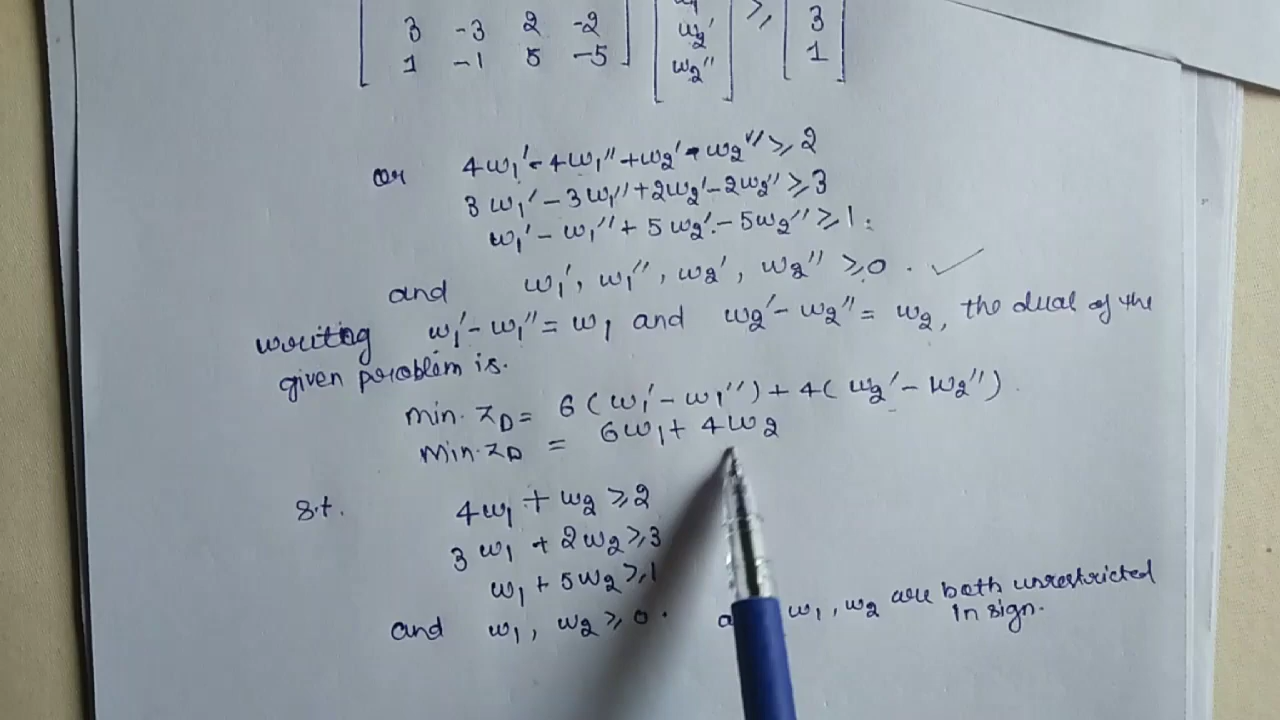 3 -3 2 -2 w2' ≥ 3
1 -1 5 -5 w2'' 1
or 4w1' - 4w1'' + w2' - w2'' ≥ 2
3w1' - 3w1'' + 2w2' - 2w2'' ≥ 3
w1' - w1'' + 5w2' - 5w2'' ≥ 1.
and w1', w1'', w2', w2'' ≥ 0. ✓
writing w1' - w1'' = w1 and w2' - w2'' = w2, the dual of the
given problem is.
min. ZD = 6(w1' - w1'') + 4(w2' - w2'').
Min. ZD = 6w1 + 4w2
S.t. 4w1 + w2 ≥ 2
3w1 + 2w2 ≥ 3
w1 + 5w2 ≥ 1
and w1, w2 ≥ 0. w1, w2 are both unrestricted
In sign.